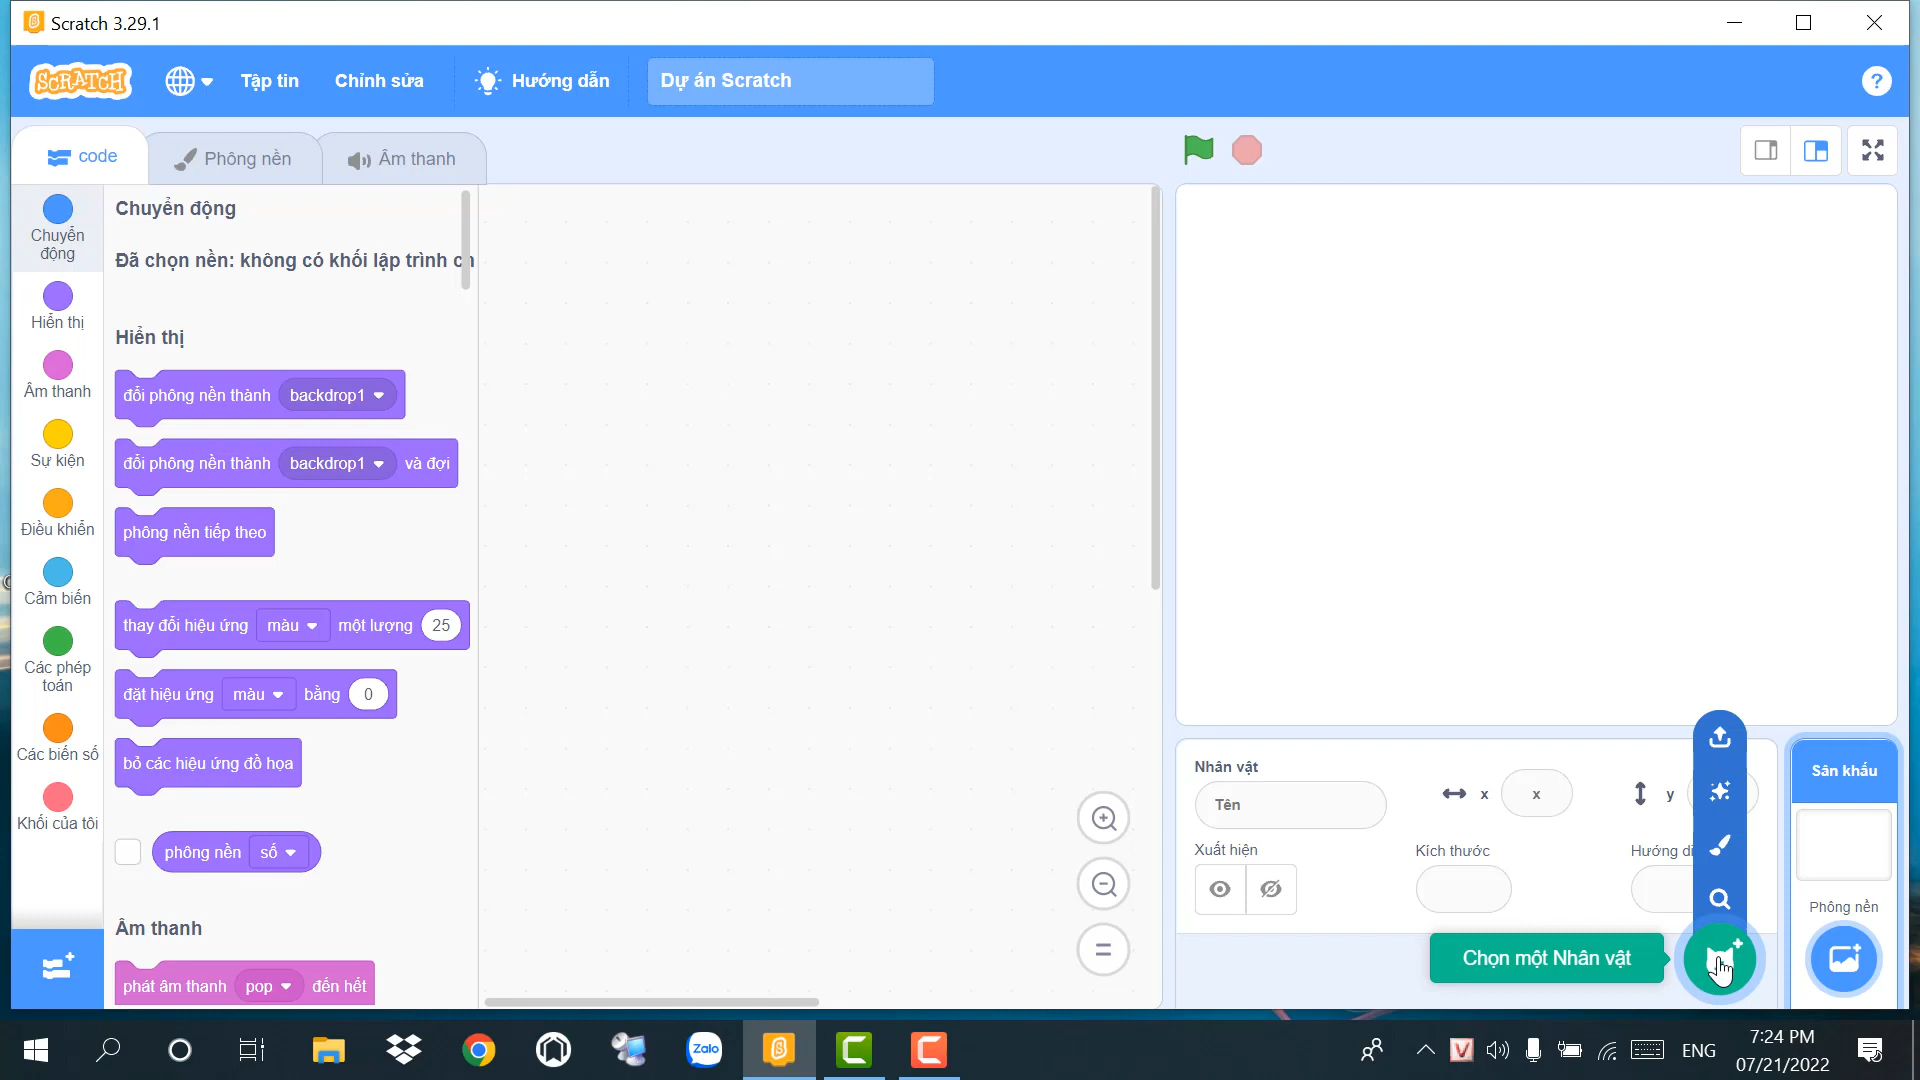 Scratch 3.29.1
SCRATCH
Tập tin
Chỉnh sửa
Hướng dẫn
Dự án Scratch
?
code
Phông nền
Âm thanh
Chuyển
động
Hiển thị
Âm thanh
Sự kiện
Điều khiển
Cảm biến
Các phép
toán
Các biến số
Khối của tôi
Chuyển động
Đã chọn nền: không có khối lập trình ch
Hiển thị
đổi phông nền thành backdrop1
đổi phông nền thành backdrop1 và đợi
phông nền tiếp theo
thay đổi hiệu ứng màu một lượng 25
đặt hiệu ứng màu bằng 0
bỏ các hiệu ứng đồ họa
phông nền số
Âm thanh
phát âm thanh pop đến hết
Nhân vật
Tên
x x
y
Xuất hiện
Kích thước
Hướng di
Chọn một Nhân vật
Sân khấu
Phông nền
Zalo
ENG
7:24 PM
07/21/2022